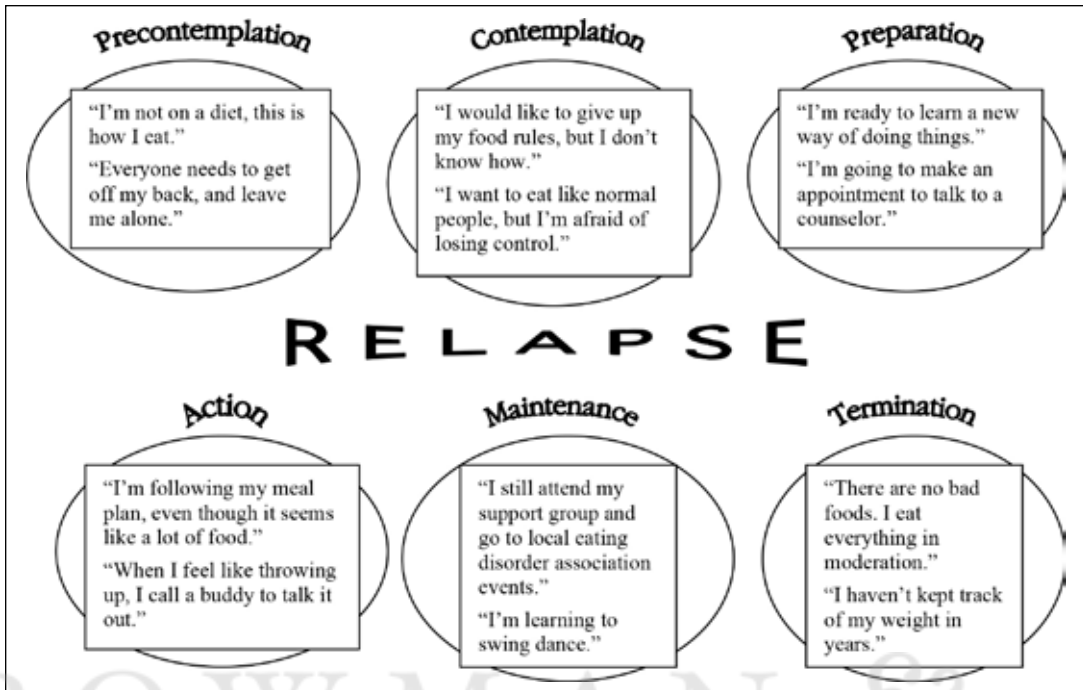 Precontemplation
“I’m not on a diet, this is
how I eat.”
“Everyone needs to get
off my back, and leave
me alone.”
Contemplation
“I would like to give up
my food rules, but I don’t
know how.”
“I want to eat like normal
people, but I’m afraid of
losing control.”
Preparation
“I’m ready to learn a new
way of doing things.”
“I’m going to make an
appointment to talk to a
counselor.”
RELAPSE
Action
“I’m following my meal
plan, even though it seems
like a lot of food.”
“When I feel like throwing
up, I call a buddy to talk it
out.”
Maintenance
“I still attend my
support group and
go to local eating
disorder association
events.”
“I’m learning to
swing dance.”
Termination
“There are no bad
foods. I eat
everything in
moderation.”
“I haven’t kept track
of my weight in
years.”